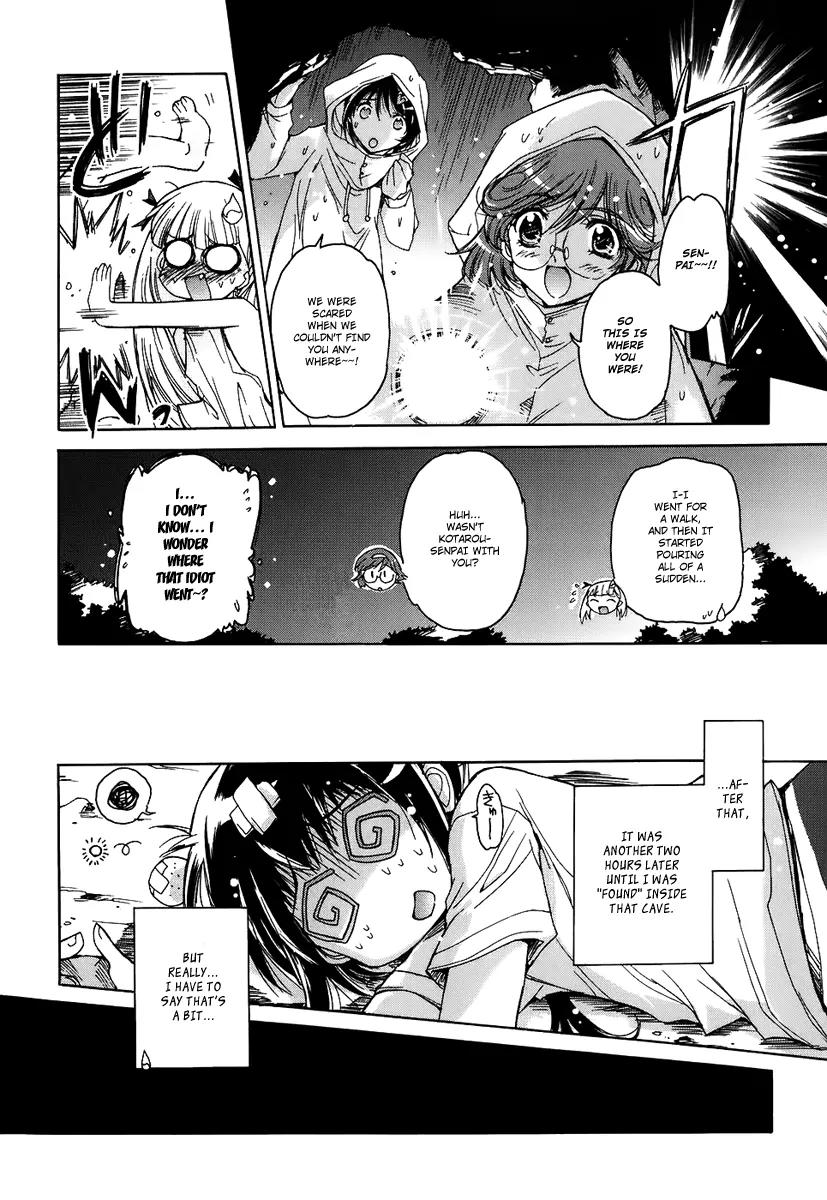 SEN-
PAI~~!!
SO
THIS IS
WHERE
YOU
WERE!
WE WERE
SCARED
WHEN WE
COULDN'T FIND
YOU ANY-
WHERE~~!
I-I
WENT FOR
A WALK,
AND THEN IT
STARTED
POURING
ALL OF A
SUDDEN...
HUH...
WASN'T
KOTAROU-
SENPAI WITH
YOU?
I...
I DON'T
KNOW... I
WONDER
WHERE
THAT IDIOT
WENT~?
...AF-
TER
THAT,
IT WAS
ANOTHER TWO
HOURS LATER
UNTIL I WAS
"FOUND" INSIDE
THAT CAVE.
BUT
REALLY...
I HAVE TO
SAY THAT'S
A BIT...